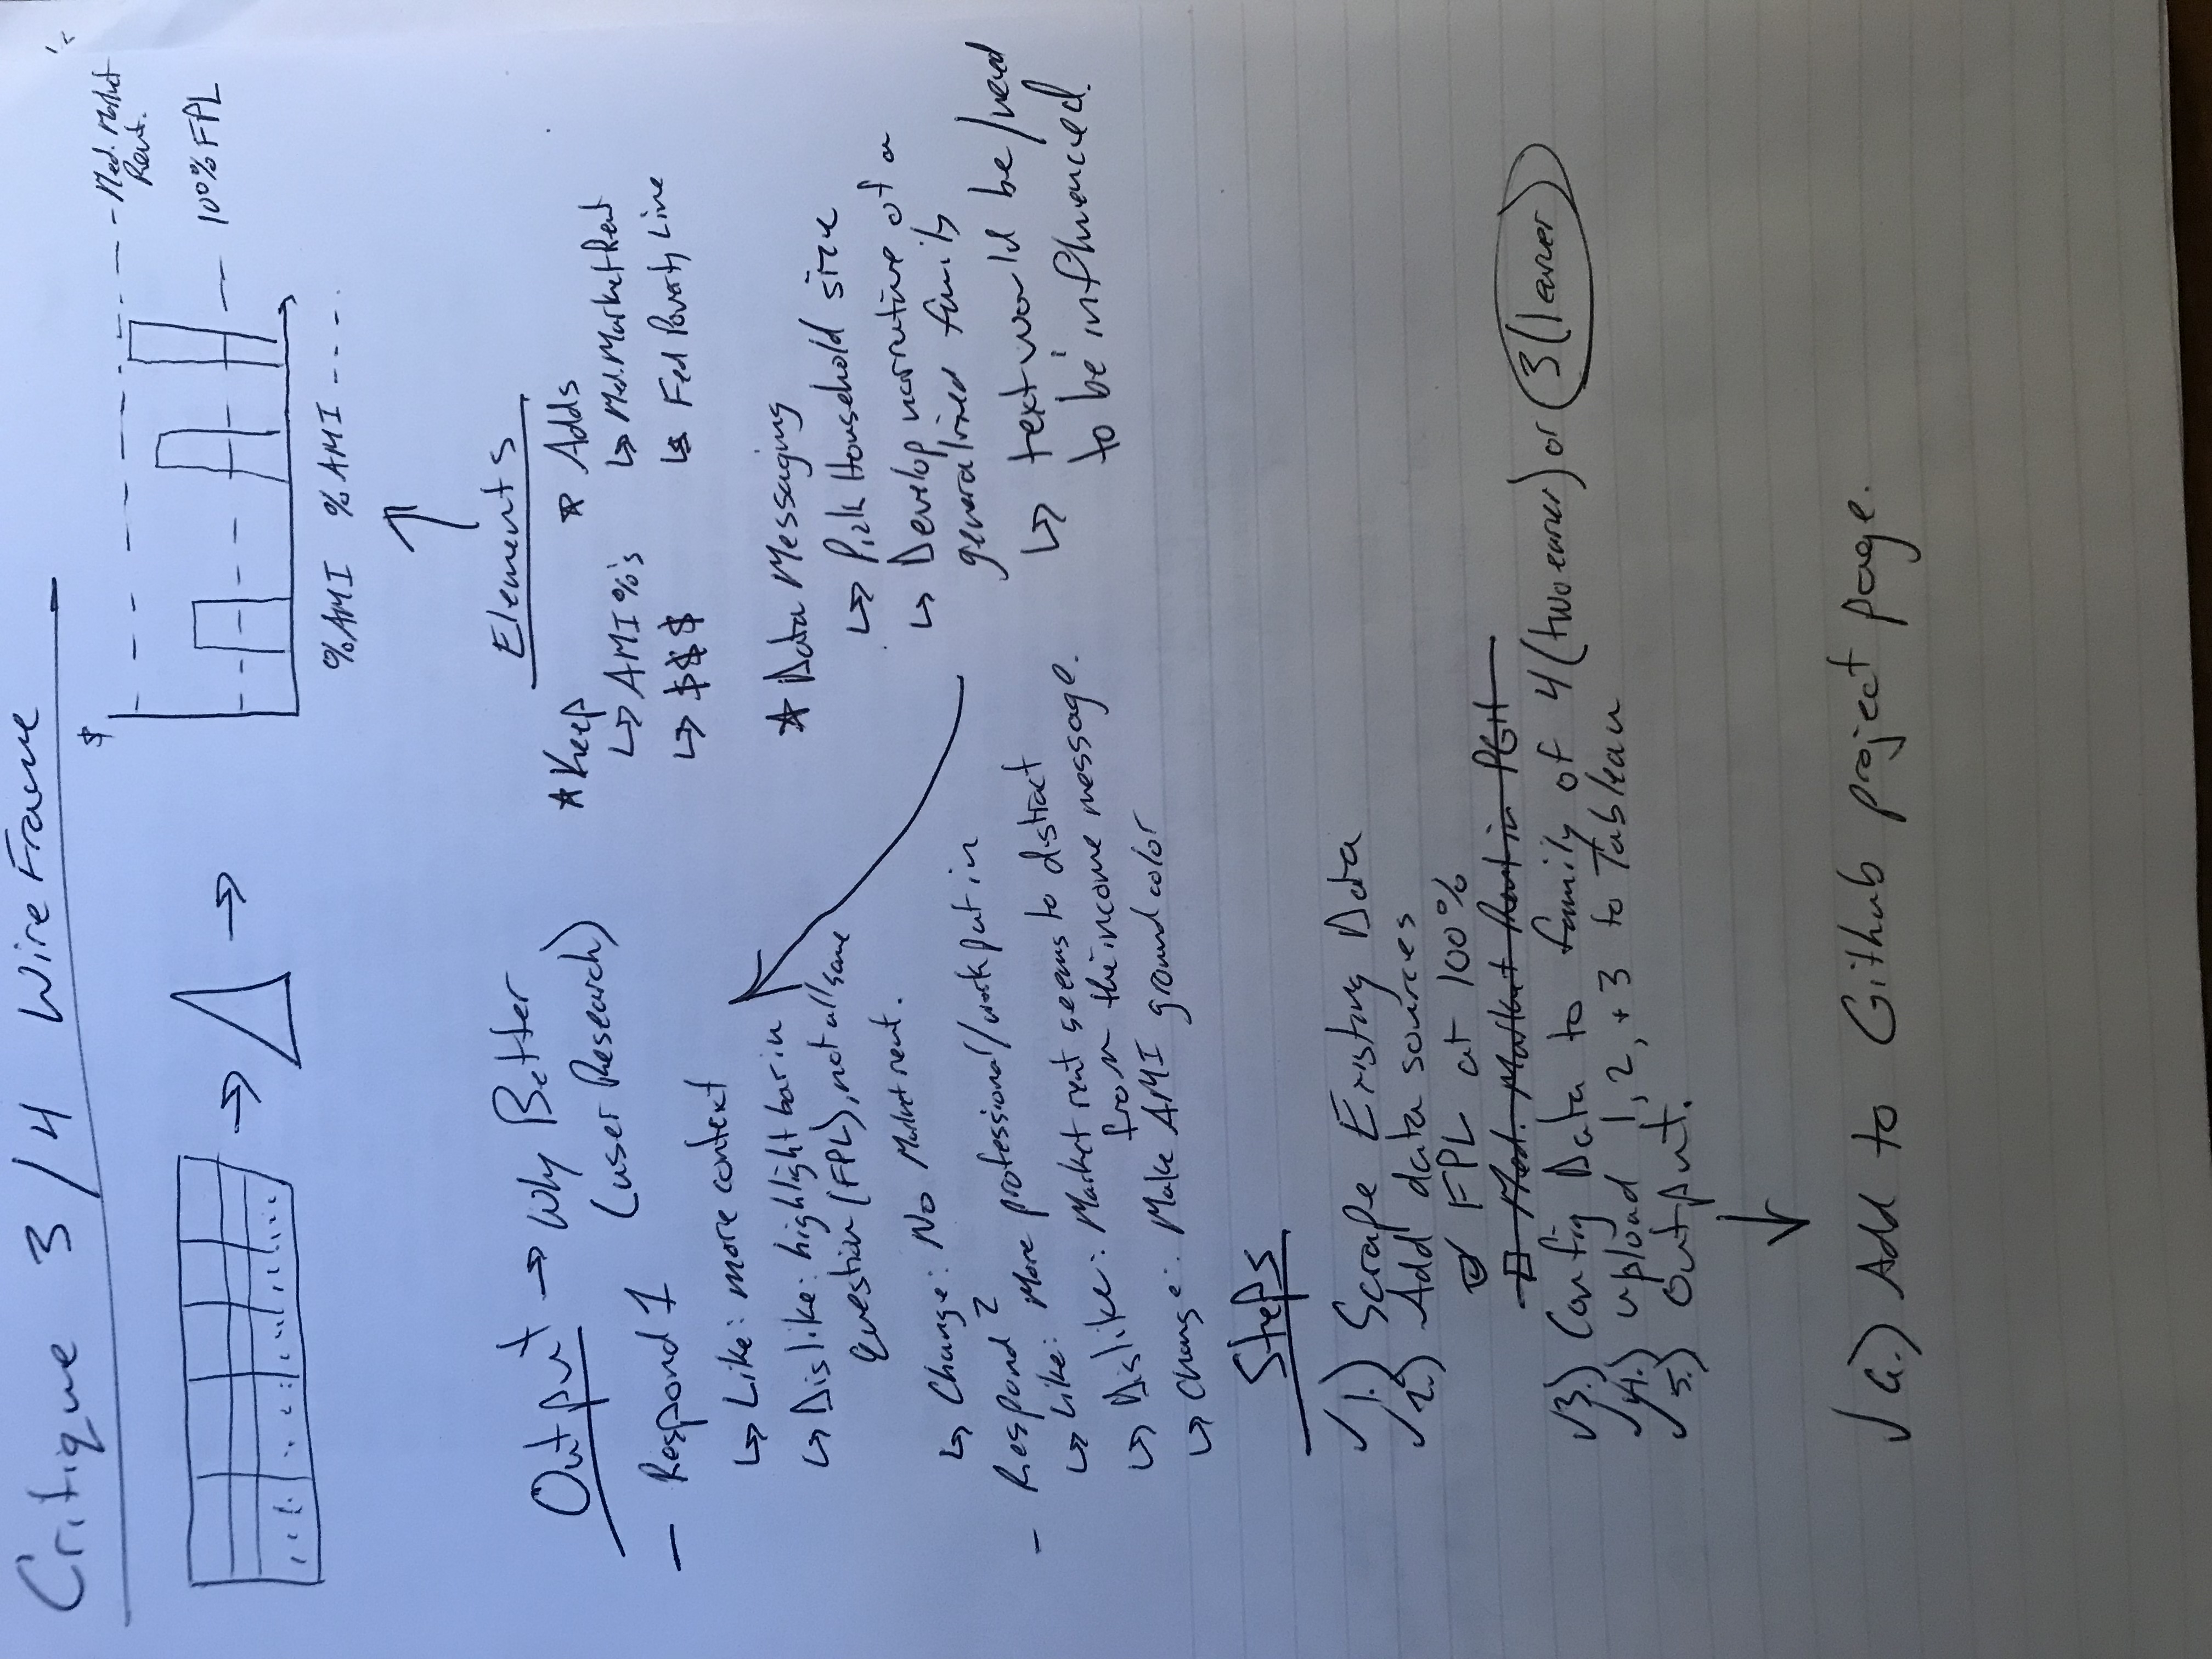 Critique 3/4 WireFrame
$
Med. Market
Rent.
100% FPL
%AMI %AMI ----
Output → Why Better
(user Research)
- Respond 1
↳ Like: more context
↳ Dislike: highlight bar in
question (FPL), not all same
↳ Change: No Market rent.
- Respond 2
↳ Like: More professional/work put in
↳ Dislike: Market rent seems to distract
from the income message.
↳ Change: Make AMI ground color
Elements
* Keep
↳ AMI %'s
↳ $$$
* Adds
↳ Med. Market Rent
↳ Fed Poverty Line
* Data Messaging
↳ Pick Household size
↳ Develop narrative of a
generalized family
↳ text would be/need
to be influenced.
Steps
✓ 1.) Scrape Existing Data
✓ 2.) Add data sources
☑ FPL at 100%
☐ Med. Market Rent in PGH
✓ 3.) Config Data to family of 4 (two earner) or 3 (1 earner)
✓ 4.) upload 1, 2, + 3 to Tableau
✓ 5.) Output.
✓ 6.) Add to Github project page.